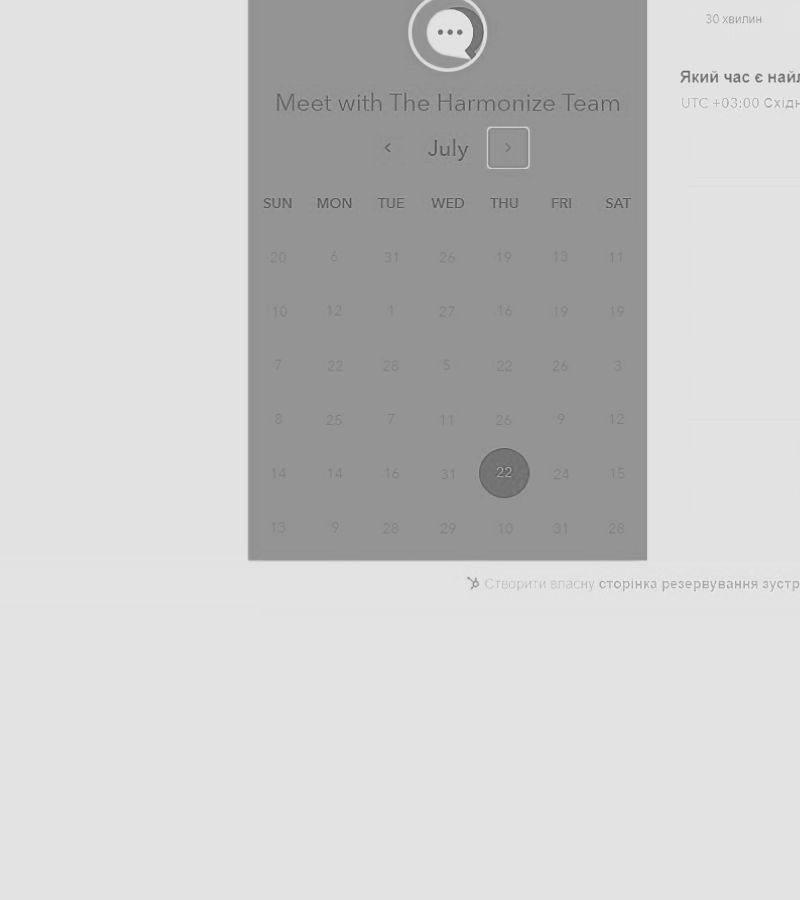 30 хвилин
Який час є най
UTC +03:00 Східн
Meet with The Harmonize Team
July
SUN MON TUE WED THU FRI SAT
20 6 31 26 19 13 11
10 12 1 27 16 19 19
7 22 28 5 22 26 3
8 25 7 11 26 9 12
14 14 16 31 22 24 15
13 9 28 29 10 31 28
Створити власну сторінка резервування зустр